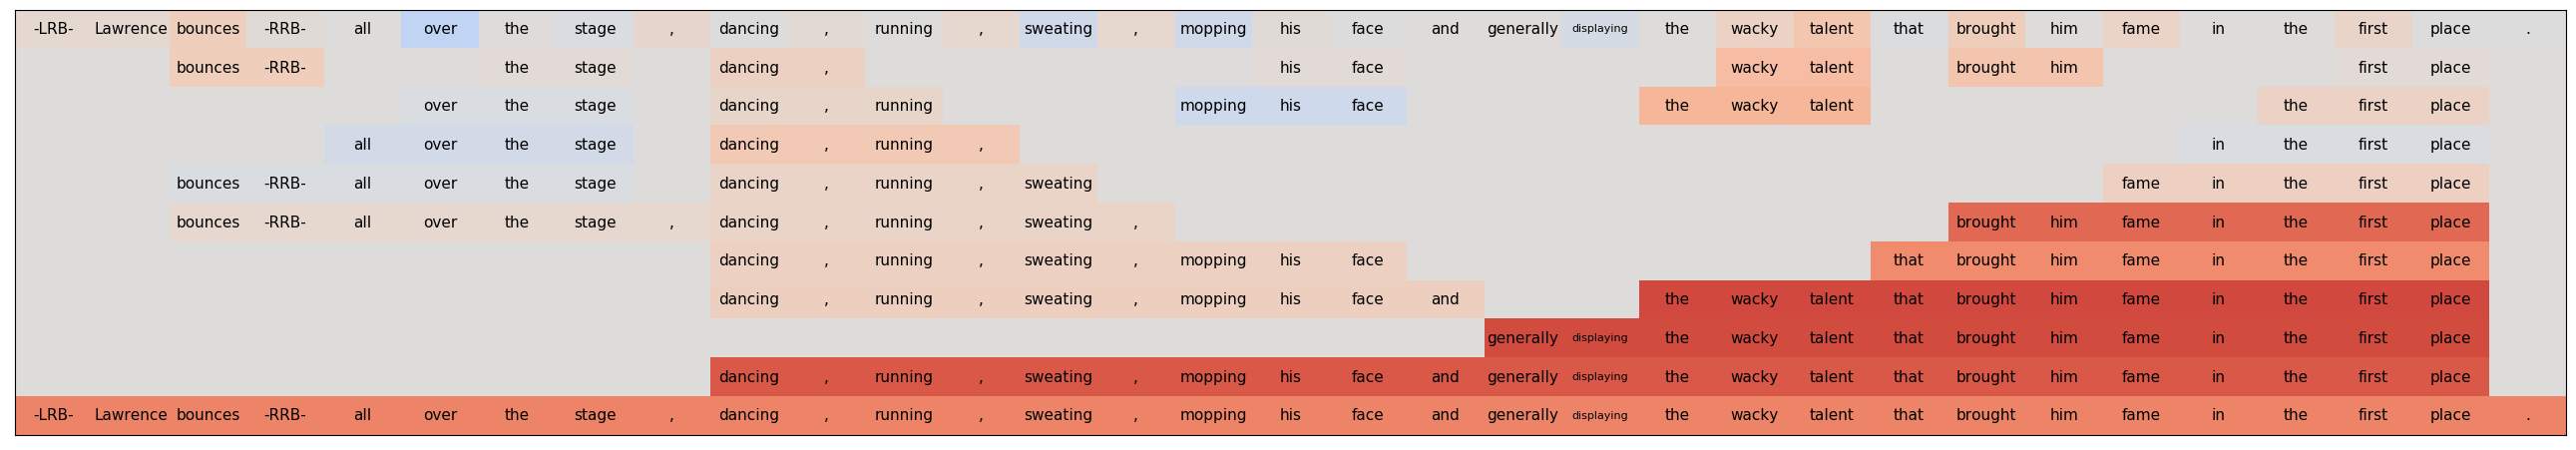 -LRB- Lawrence bounces -RRB- all over the stage , dancing , running , sweating , mopping his face and generally displaying the wacky talent that brought him fame in the first place .
bounces -RRB- the stage dancing , his face wacky talent brought him first place
over the stage dancing , running mopping his face the wacky talent the first place
all over the stage dancing , running , in the first place
bounces -RRB- all over the stage dancing , running , sweating fame in the first place
bounces -RRB- all over the stage , dancing , running , sweating , brought him fame in the first place
dancing , running , sweating , mopping his face that brought him fame in the first place
dancing , running , sweating , mopping his face and the wacky talent that brought him fame in the first place
generally displaying the wacky talent that brought him fame in the first place
dancing , running , sweating , mopping his face and generally displaying the wacky talent that brought him fame in the first place
-LRB- Lawrence bounces -RRB- all over the stage , dancing , running , sweating , mopping his face and generally displaying the wacky talent that brought him fame in the first place .